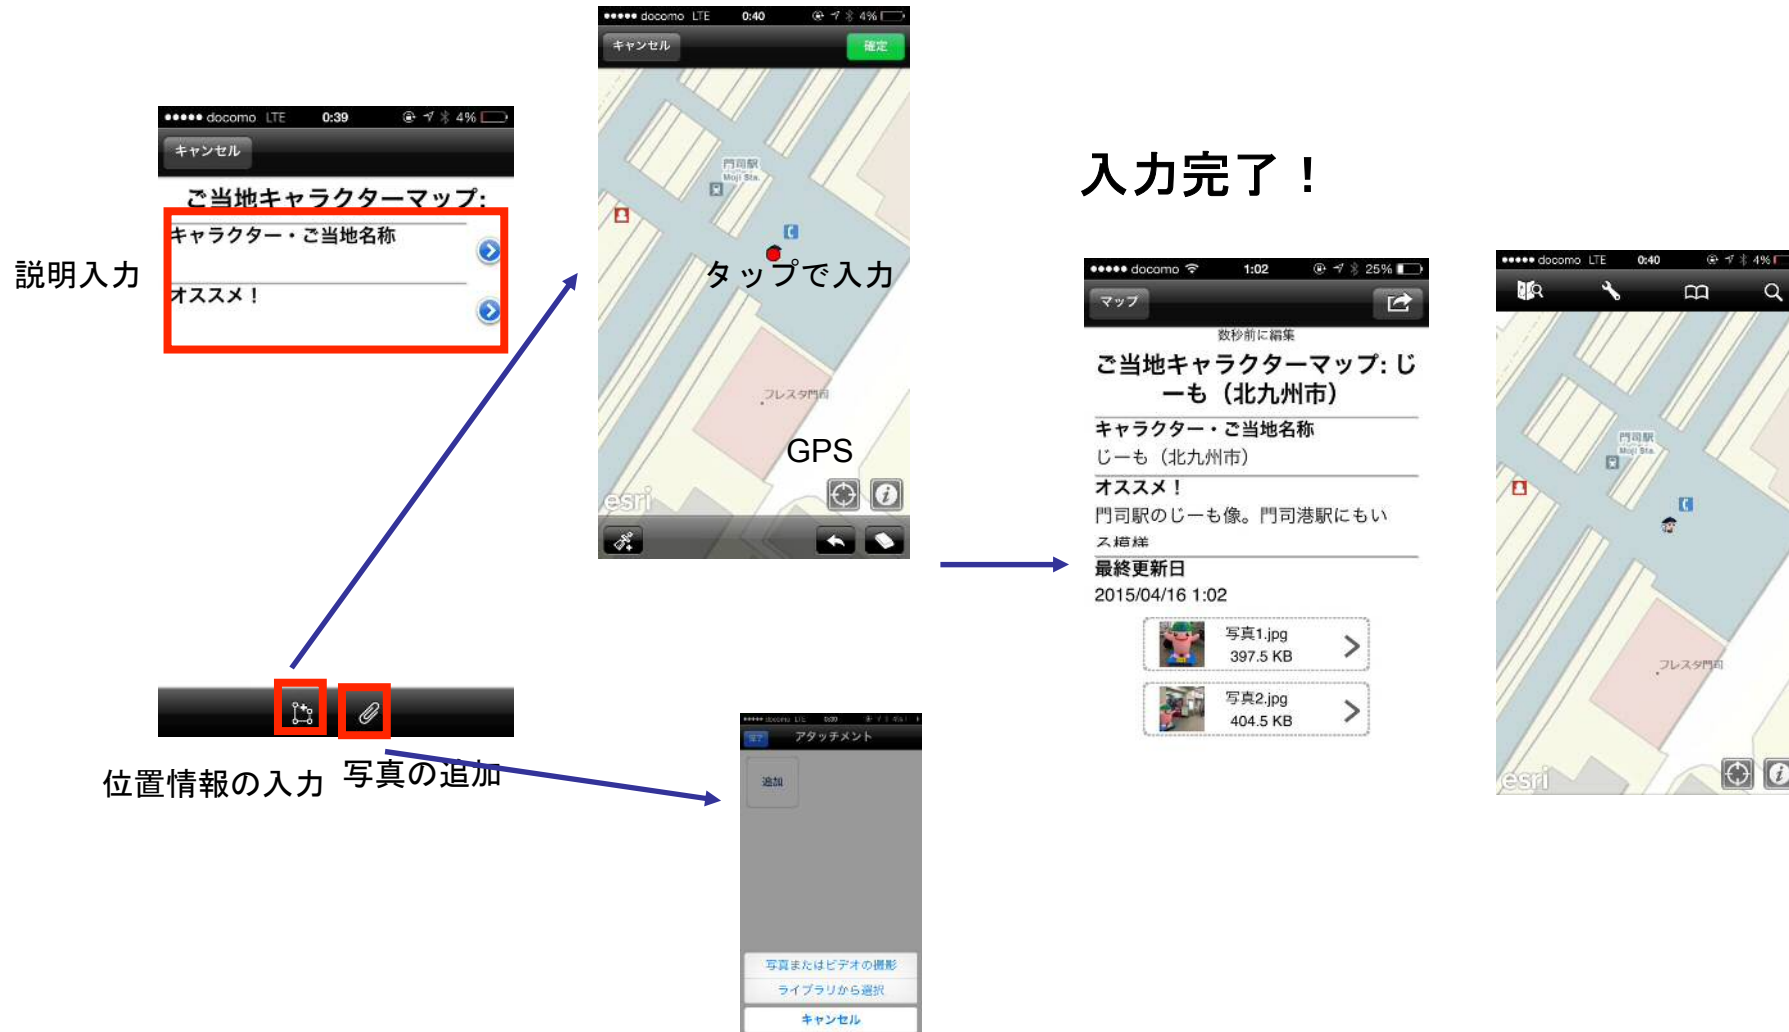 説明入力
docomo LTE 0:39 4%
キャンセル
ご当地キャラクターマップ:
キャラクター・ご当地名称
オススメ！
位置情報の入力
写真の追加
docomo LTE 0:40 4%
キャンセル
確定
門司駅
Moji Sta.
タップで入力
フレスタ門司
GPS
esri
docomo LTE 0:39
完了
アタッチメント
追加
写真またはビデオの撮影
ライブラリから選択
キャンセル
入力完了！
docomo 1:02 25%
マップ
数秒前に編集
ご当地キャラクターマップ: じ
ーも（北九州市）
キャラクター・ご当地名称
じーも（北九州市）
オススメ！
門司駅のじーも像。門司港駅にもい
る模様
最終更新日
2015/04/16 1:02
写真1.jpg
397.5 KB
写真2.jpg
404.5 KB
docomo LTE 0:40 4%
門司駅
Moji Sta.
フレスタ門司
esri